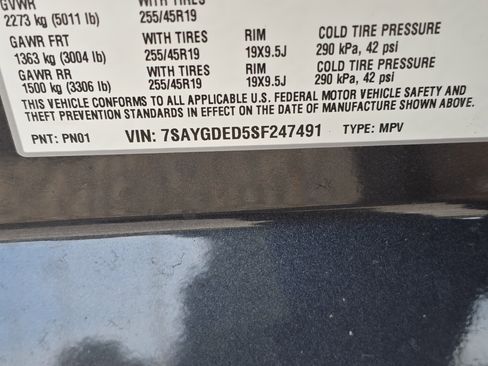 GVWR WITH TIRES RIM COLD TIRE PRESSURE
2273 kg (5011 lb) 255/45R19
GAWR FRT WITH TIRES RIM COLD TIRE PRESSURE
1363 kg (3004 lb) 255/45R19 19X9.5J 290 kPa, 42 psi
GAWR RR WITH TIRES RIM COLD TIRE PRESSURE
1500 kg (3306 lb) 255/45R19 19X9.5J 290 kPa, 42 psi
THIS VEHICLE CONFORMS TO ALL APPLICABLE U.S. FEDERAL MOTOR VEHICLE SAFETY AND
THEFT PREVENTION STANDARDS IN EFFECT ON THE DATE OF MANUFACTURE SHOWN ABOVE.
PNT: PN01 VIN: 7SAYGDED5SF247491 TYPE: MPV